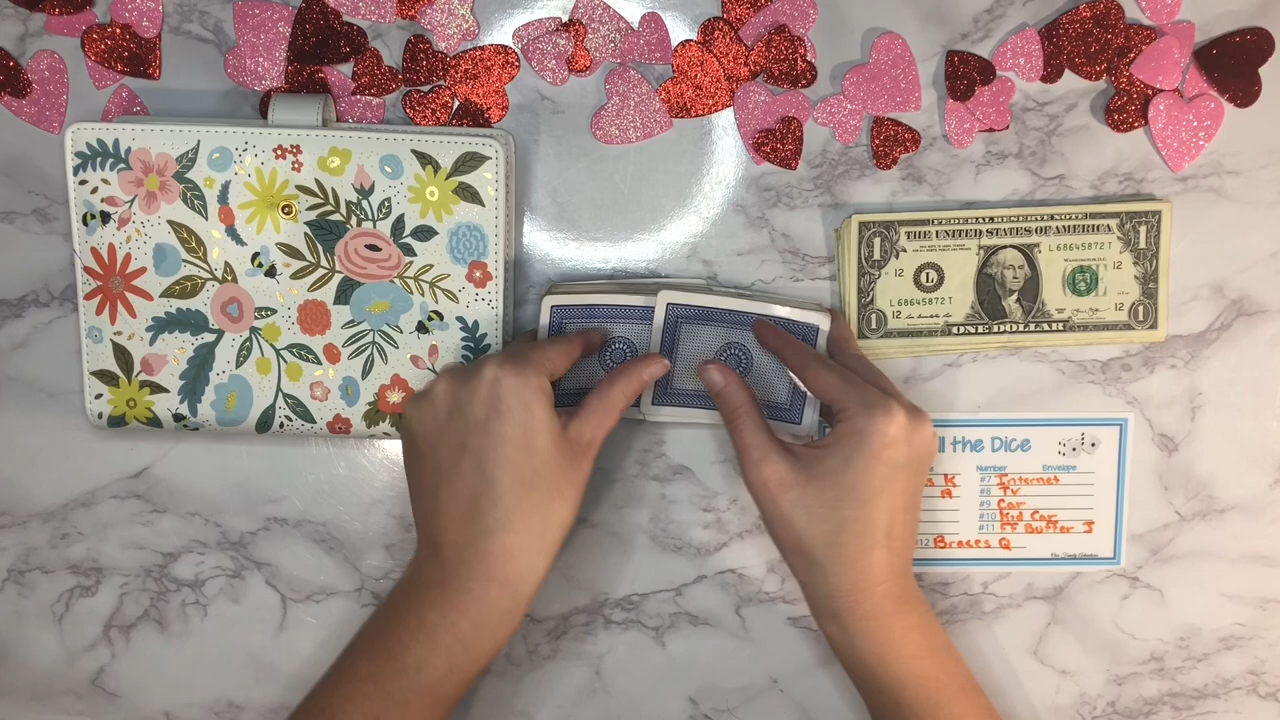 FEDERAL RESERVE NOTE
THE UNITED STATES OF AMERICA
L 68645872 T
WASHINGTON, D.C.
12
12
L
L 68645872 T
12
12
1
1
1
1
ONE DOLLAR
ll the Dice
Number Envelope
s K
#7 Internet
A
#8 TV
#9 Car
#10 Kid Car
#11 EF Buffer J
12 Braces Q